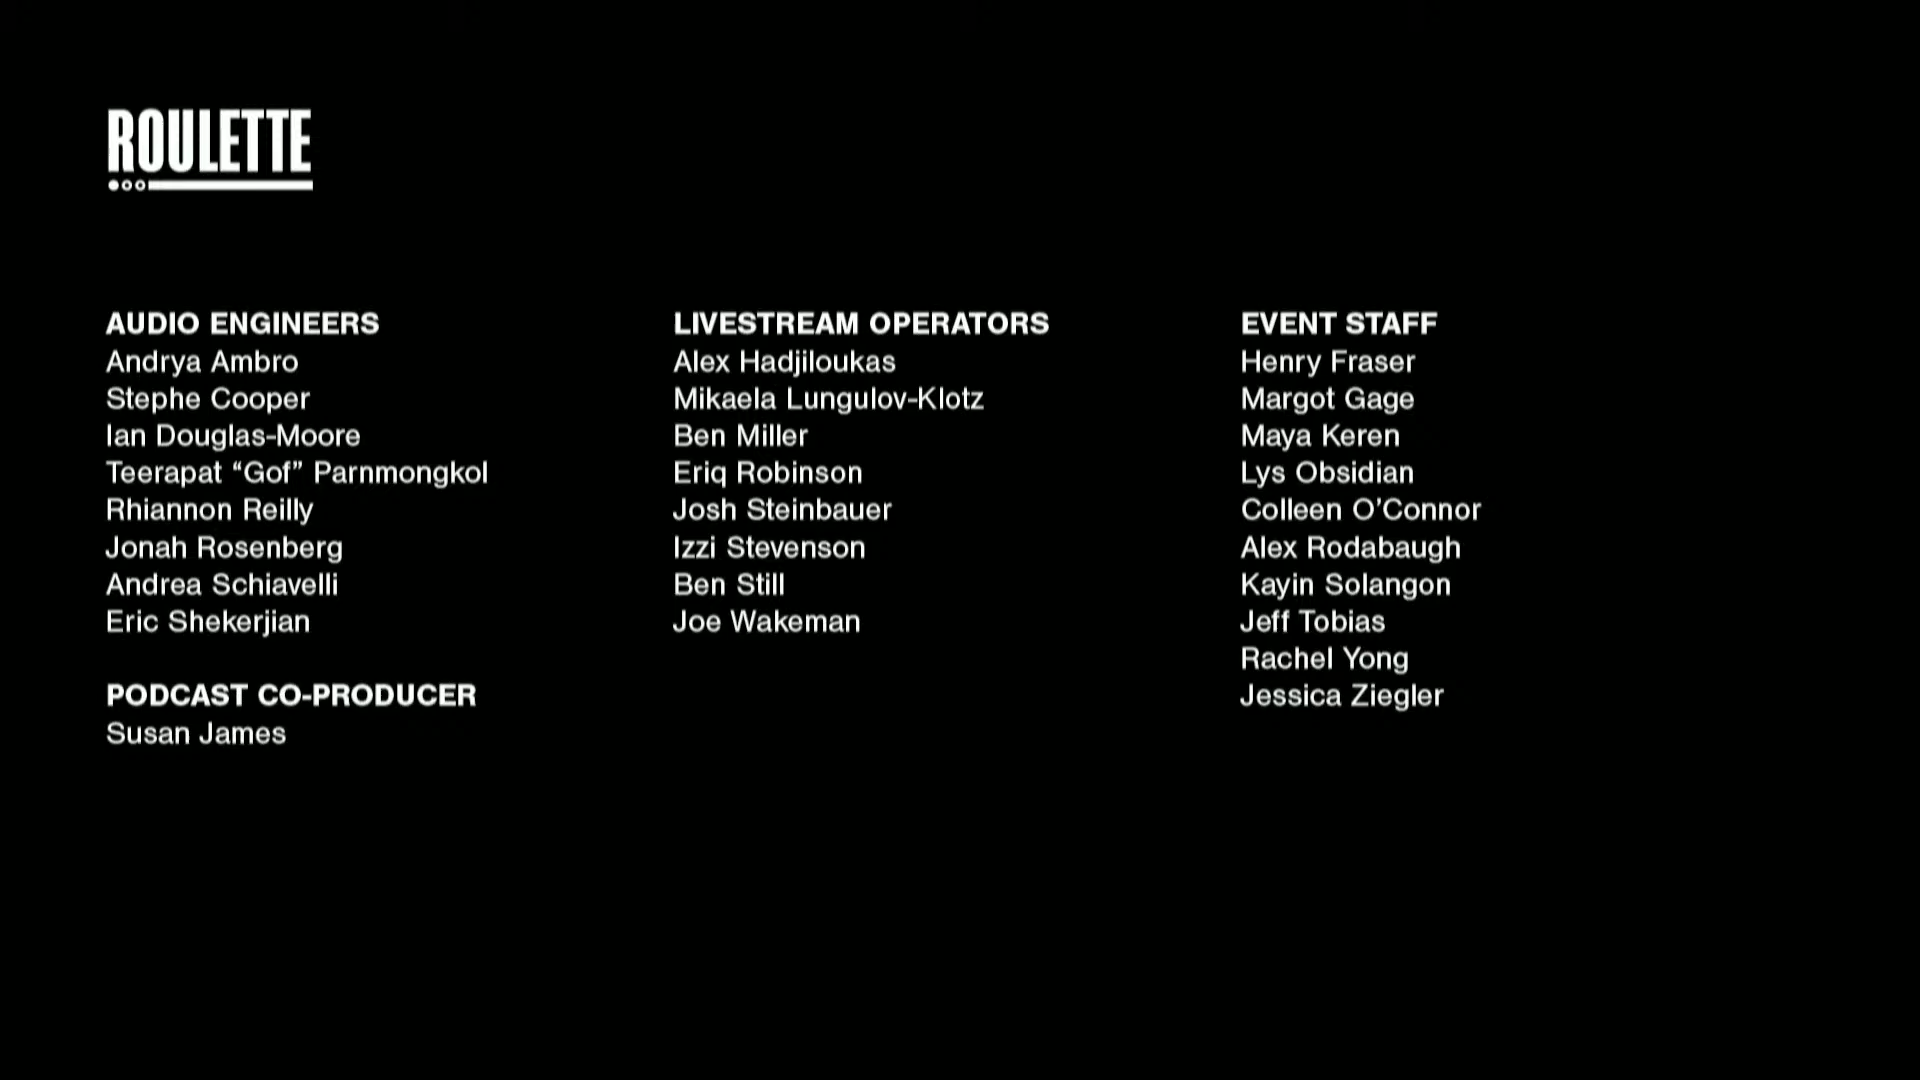 ROULETTE
AUDIO ENGINEERS
Andrya Ambro
Stephe Cooper
Ian Douglas-Moore
Teerapat “Gof” Parnmongkol
Rhiannon Reilly
Jonah Rosenberg
Andrea Schiavelli
Eric Shekerjian
PODCAST CO-PRODUCER
Susan James
LIVESTREAM OPERATORS
Alex Hadjiloukas
Mikaela Lungulov-Klotz
Ben Miller
Eriq Robinson
Josh Steinbauer
Izzi Stevenson
Ben Still
Joe Wakeman
EVENT STAFF
Henry Fraser
Margot Gage
Maya Keren
Lys Obsidian
Colleen O’Connor
Alex Rodabaugh
Kayin Solangon
Jeff Tobias
Rachel Yong
Jessica Ziegler